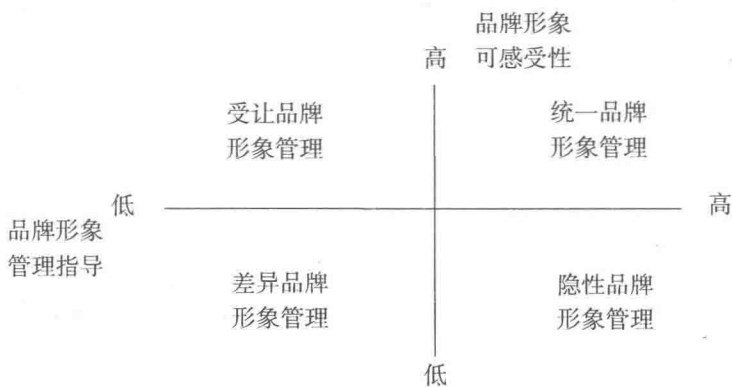 品牌形象
高 可感受性
受让品牌 统一品牌
形象管理 形象管理
低 高
品牌形象
管理指导
差异品牌 隐性品牌
形象管理 形象管理
低